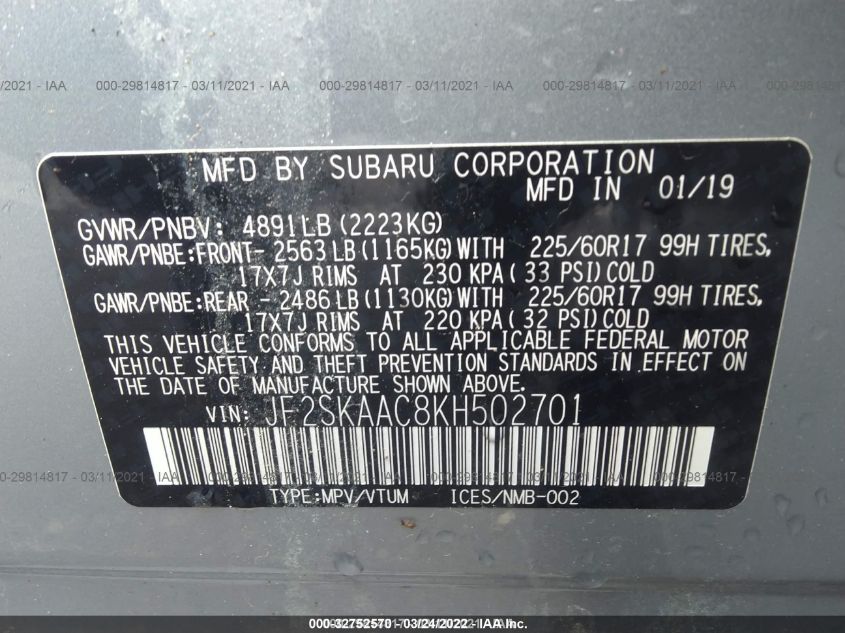 /2021 - IAA 000-29814817 - 03/11/2021 - IAA 000-29814817 - 03/11/2021 - IAA 000-29814817 - 03/11/2021 - IAA
MFD BY SUBARU CORPORATION
MFD IN 01/19
GVWR/PNBV: 4891LB (2223KG)
GAWR/PNBE:FRONT- 2563 LB (1165KG) WITH 225/60R17 99H TIRES,
17X7J RIMS AT 230 KPA ( 33 PSI) COLD
GAWR/PNBE:REAR - 2486 LB (1130KG) WITH 225/60R17 99H TIRES,
17X7J RIMS AT 220 KPA ( 32 PSI) COLD
THIS VEHICLE CONFORMS TO ALL APPLICABLE FEDERAL MOTOR
VEHICLE SAFETY AND THEFT PREVENTION STANDARDS IN EFFECT ON
THE DATE OF MANUFACTURE SHOWN ABOVE.
VIN: JF2SKAAC8KH502701
-29814817 - 03/11/2021 - IAA
TYPE:MPV/VTUM ICES/NMB-002
000-32752570 - 03/24/2022 - IAA